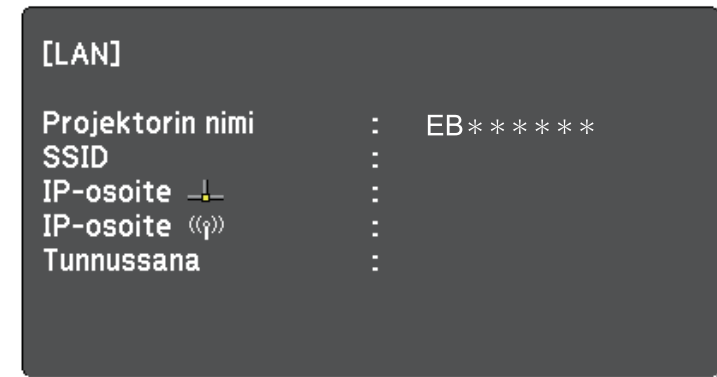 [LAN]
Projektorin nimi : EB******
SSID :
IP-osoite :
IP-osoite :
Tunnussana :